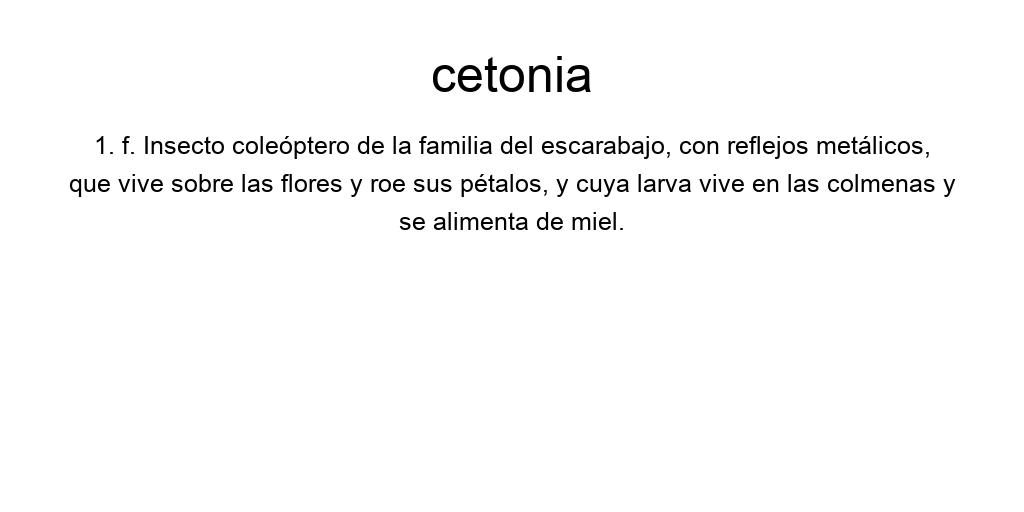 cetonia
1. f. Insecto coleóptero de la familia del escarabajo, con reflejos metálicos,
que vive sobre las flores y roe sus pétalos, y cuya larva vive en las colmenas y
se alimenta de miel.